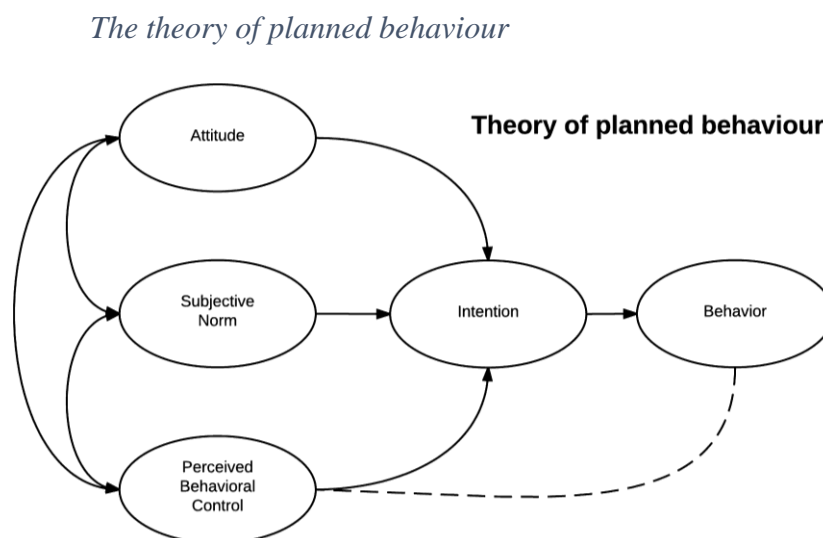 The theory of planned behaviour
Theory of planned behaviour
Attitude
Subjective
Norm
Intention
Behavior
Perceived
Behavioral
Control